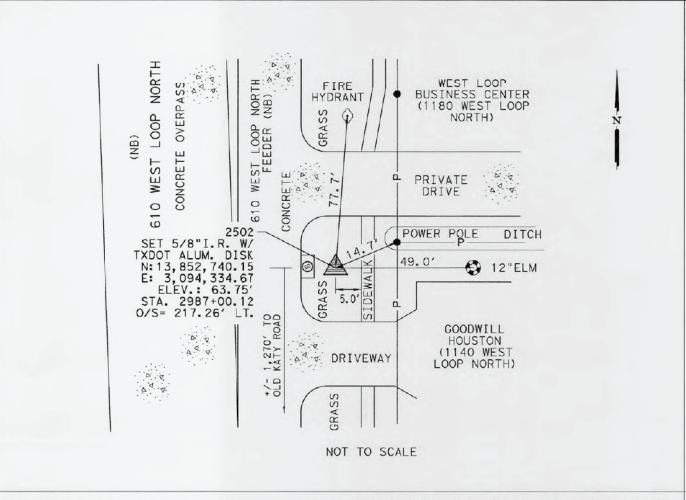 610 WEST LOOP NORTH
(NB)
CONCRETE OVERPASS
610 WEST LOOP NORTH
FEEDER (NB)
CONCRETE
FIRE
HYDRANT
GRASS
77.7'
WEST LOOP
BUSINESS CENTER
(1180 WEST LOOP
NORTH)
N
P
PRIVATE
DRIVE
2502
SET 5/8"I.R. W/
TXDOT ALUM. DISK
N:13,852,740.15
E: 3,094,334.67
ELEV.: 63.75'
STA. 2987+00.12
O/S= 217.26' LT.
14.7'
POWER POLE
P
DITCH
49.0'
12"ELM
GRASS
5.0'
SIDEWALK
P
+/- 1,270' TO
OLD KATY ROAD
DRIVEWAY
GOODWILL
HOUSTON
(1140 WEST
LOOP NORTH)
GRASS
NOT TO SCALE